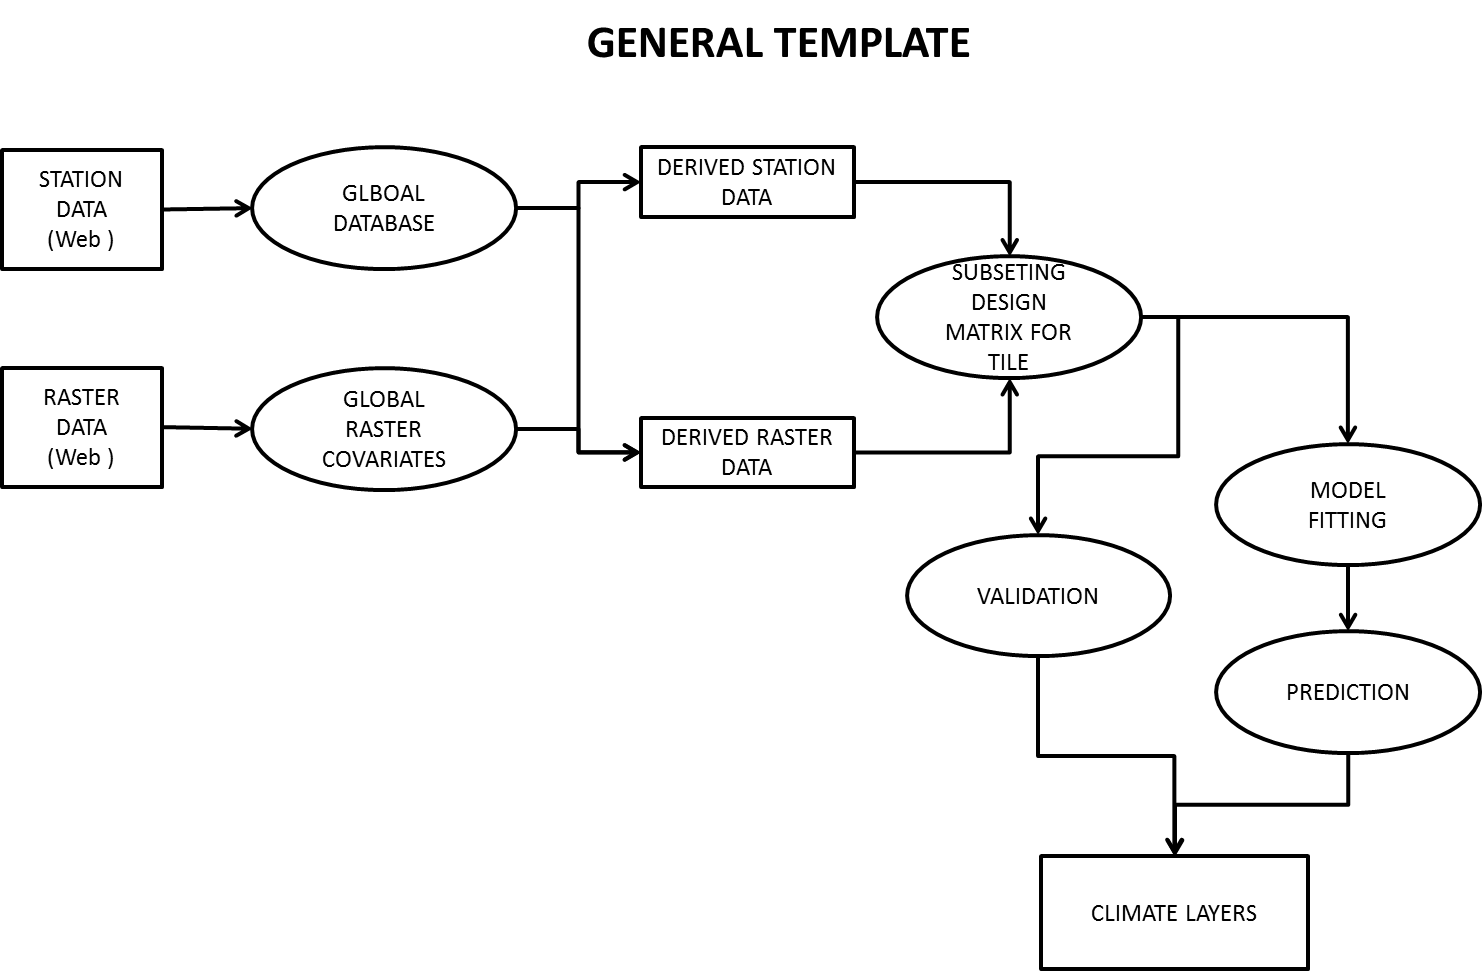 GENERAL TEMPLATE
STATION
DATA
(Web )
GLBOAL
DATABASE
DERIVED STATION
DATA
SUBSETING
DESIGN
MATRIX FOR
TILE
RASTER
DATA
(Web )
GLOBAL
RASTER
COVARIATES
DERIVED RASTER
DATA
MODEL
FITTING
VALIDATION
PREDICTION
CLIMATE LAYERS